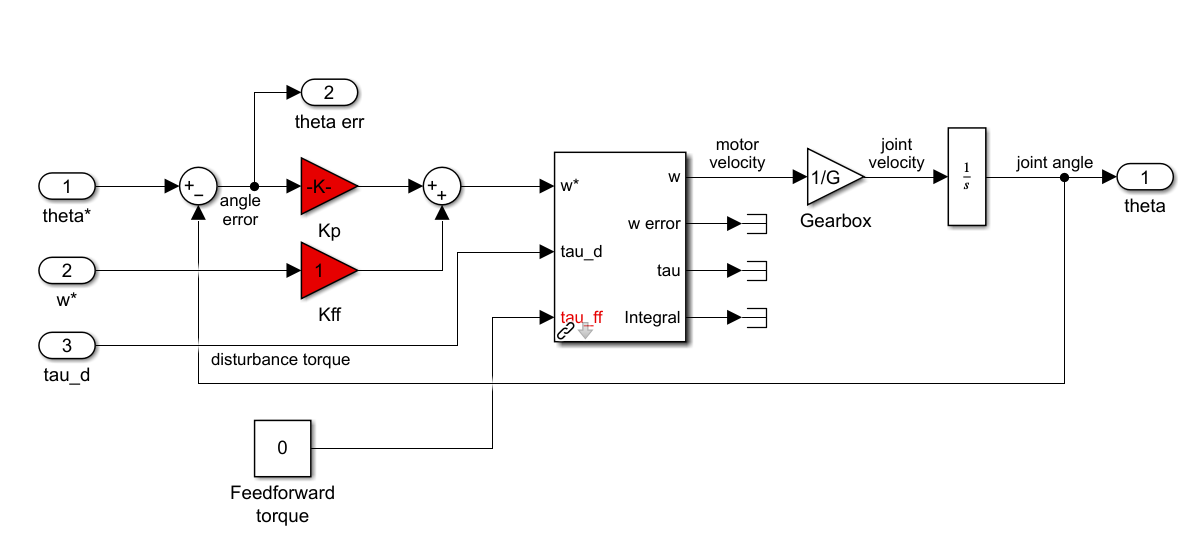 2
theta err
1
theta*
+
−
angle
error
-K-
Kp
+
+
2
w*
1
Kff
3
tau_d
disturbance torque
0
Feedforward
torque
w*
tau_d
tau_ff
w
w error
tau
Integral
motor
velocity
1/G
Gearbox
joint
velocity
1
s
joint angle
1
theta